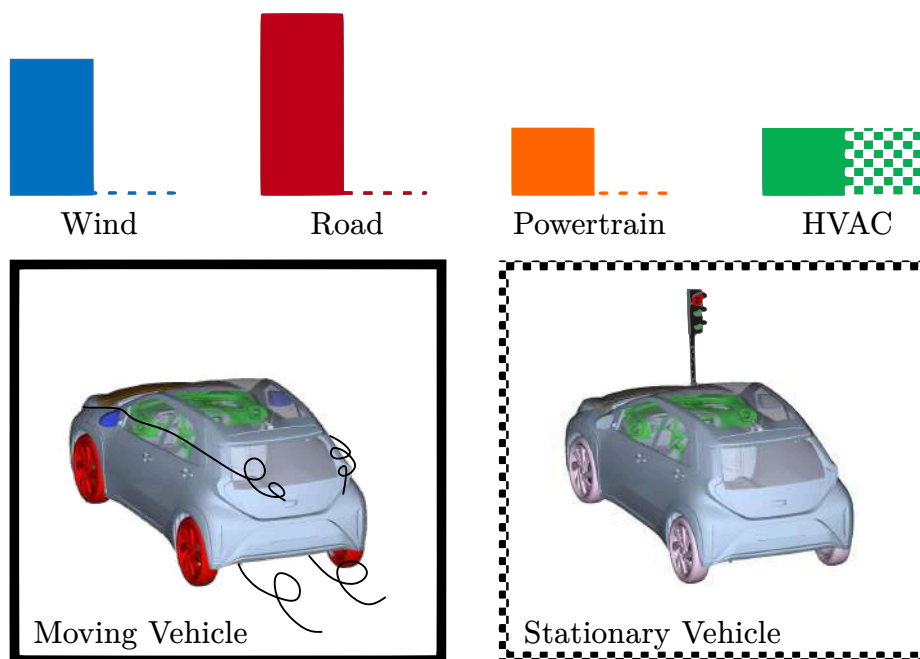 Wind
Road
Powertrain
HVAC
Moving Vehicle
Stationary Vehicle